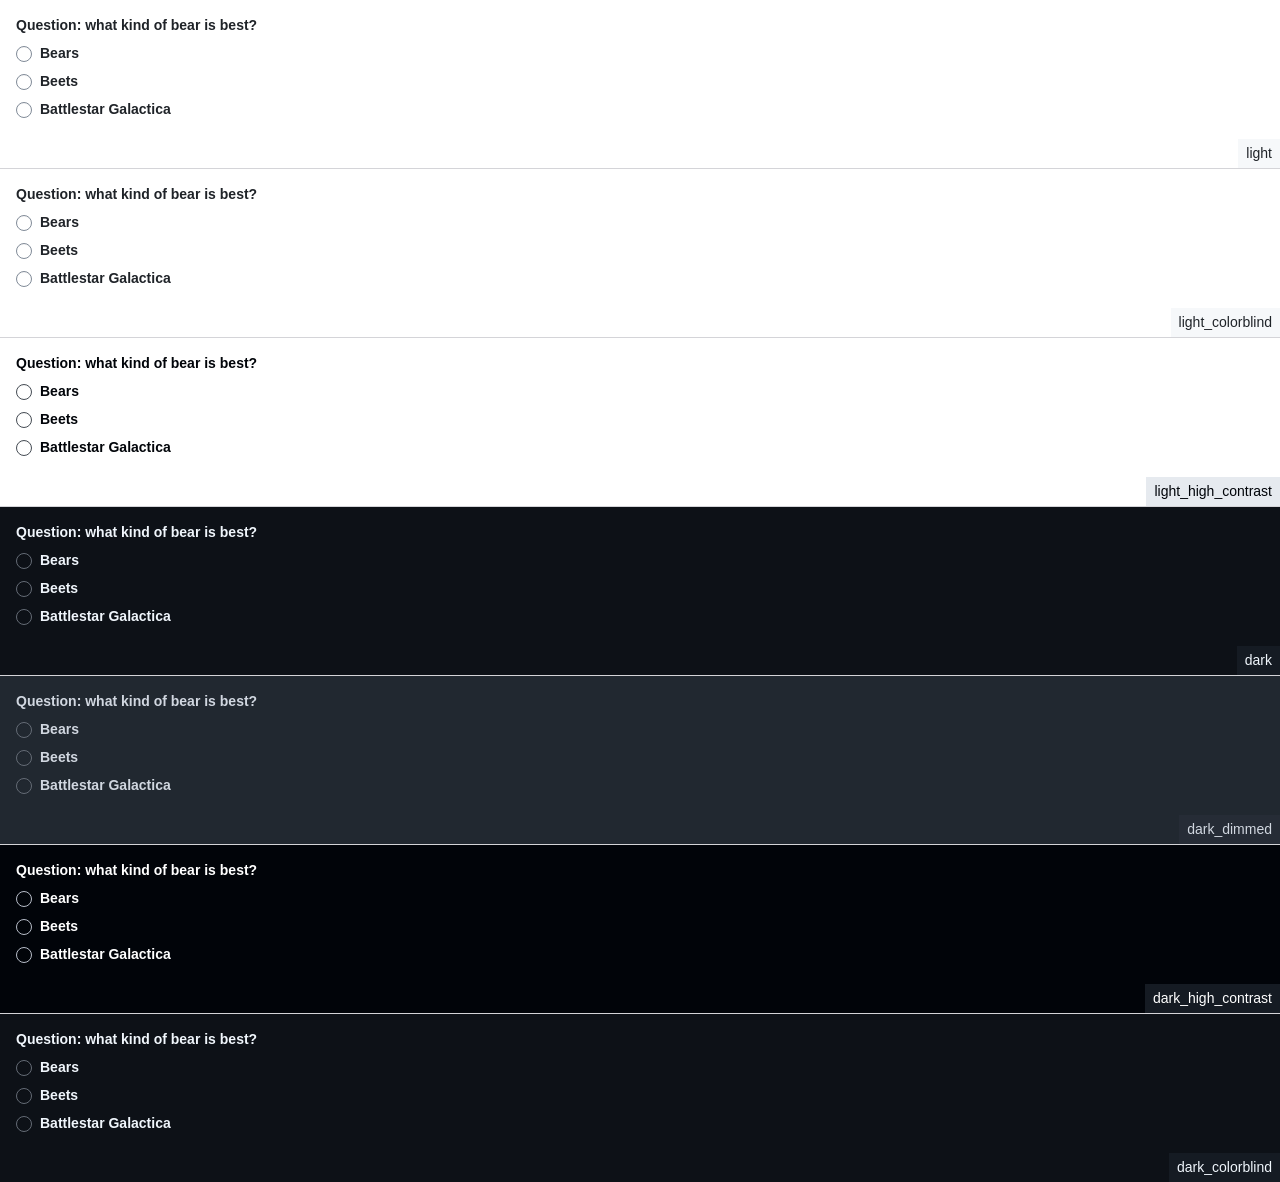 Question: what kind of bear is best?
Bears
Beets
Battlestar Galactica
light
Question: what kind of bear is best?
Bears
Beets
Battlestar Galactica
light_colorblind
Question: what kind of bear is best?
Bears
Beets
Battlestar Galactica
light_high_contrast
Question: what kind of bear is best?
Bears
Beets
Battlestar Galactica
dark
Question: what kind of bear is best?
Bears
Beets
Battlestar Galactica
dark_dimmed
Question: what kind of bear is best?
Bears
Beets
Battlestar Galactica
dark_high_contrast
Question: what kind of bear is best?
Bears
Beets
Battlestar Galactica
dark_colorblind